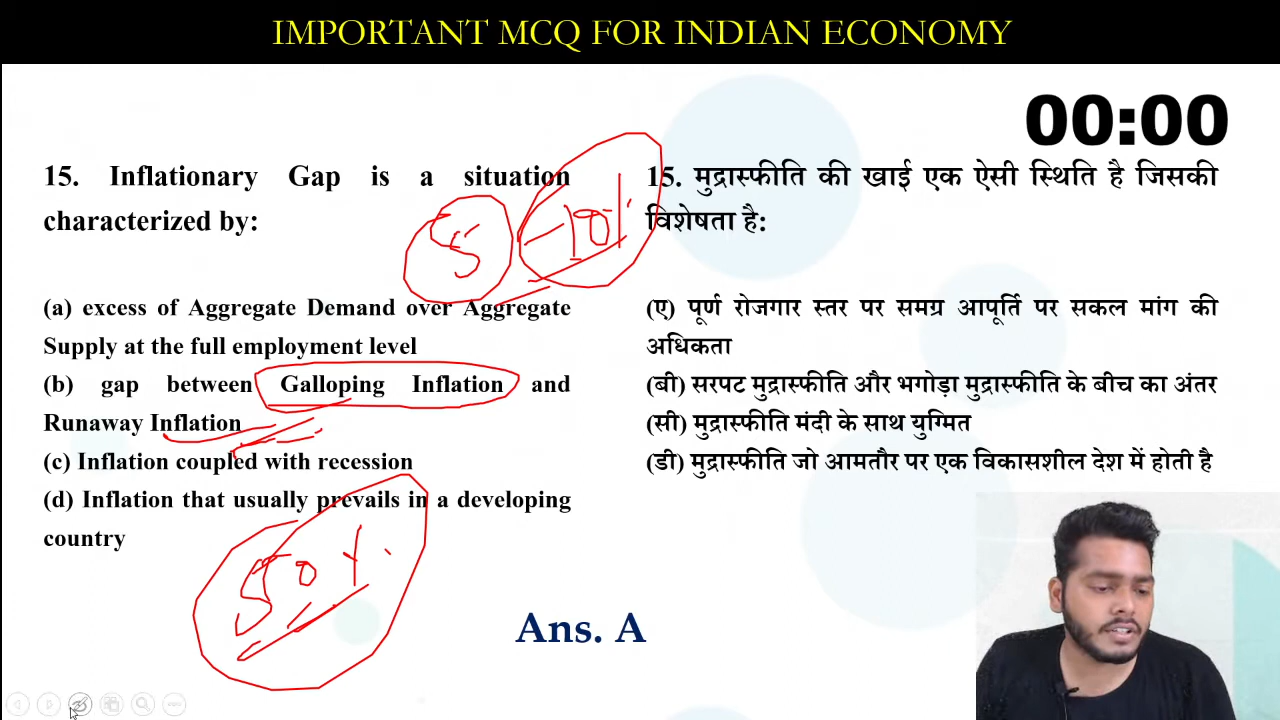 IMPORTANT MCQ FOR INDIAN ECONOMY
00:00
15. Inflationary Gap is a situation
characterized by:
5 -10%
(a) excess of Aggregate Demand over Aggregate
Supply at the full employment level
(b) gap between Galloping Inflation and
Runaway Inflation
(c) Inflation coupled with recession
(d) Inflation that usually prevails in a developing
country
50%
15. मुद्रास्फीति की खाई एक ऐसी स्थिति है जिसकी
विशेषता है:
(ए) पूर्ण रोजगार स्तर पर समग्र आपूर्ति पर सकल मांग की
अधिकता
(बी) सरपट मुद्रास्फीति और भगोड़ा मुद्रास्फीति के बीच का अंतर
(सी) मुद्रास्फीति मंदी के साथ युग्मित
(डी) मुद्रास्फीति जो आमतौर पर एक विकासशील देश में होती है
Ans. A